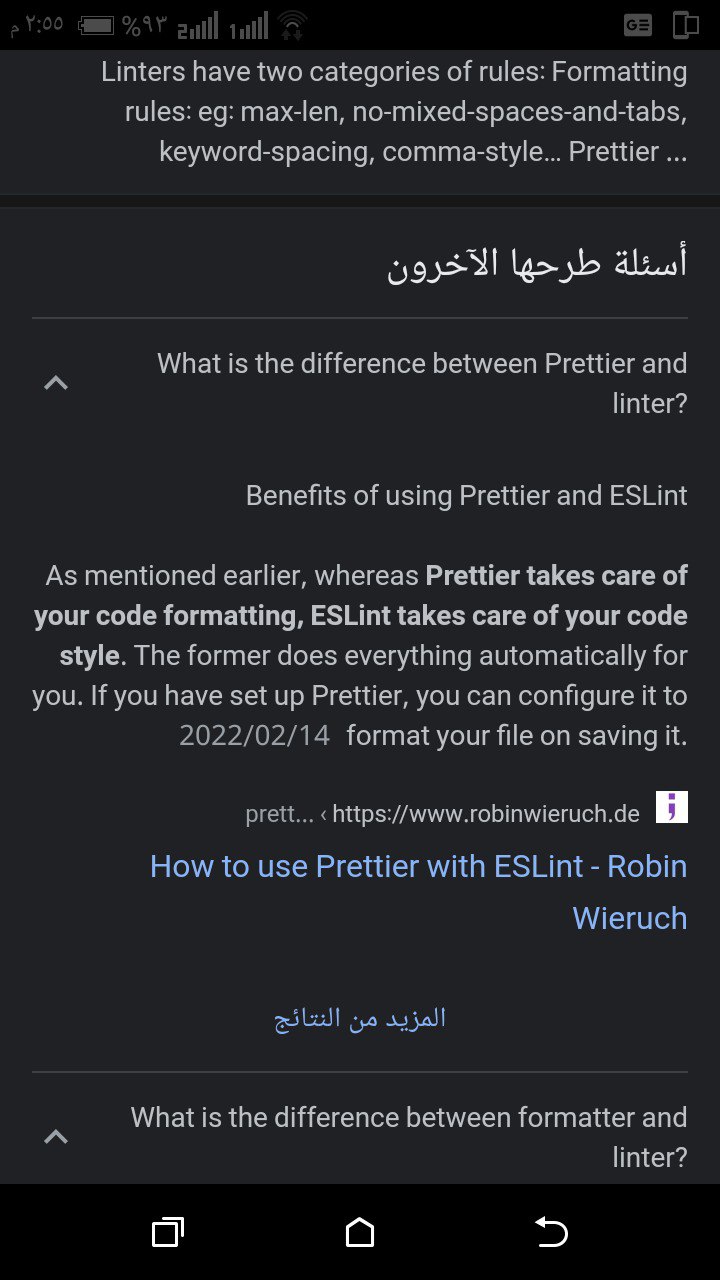 ٢:٥٥ م
%٩٣
2
1
GE
Linters have two categories of rules: Formatting
rules: eg: max-len, no-mixed-spaces-and-tabs,
keyword-spacing, comma-style... Prettier ...
أسئلة طرحها الآخرون
What is the difference between Prettier and
linter?
Benefits of using Prettier and ESLint
As mentioned earlier, whereas Prettier takes care of
your code formatting, ESLint takes care of your code
style. The former does everything automatically for
you. If you have set up Prettier, you can configure it to
2022/02/14 format your file on saving it.
prett... ‹ https://www.robinwieruch.de
How to use Prettier with ESLint - Robin
Wieruch
المزيد من النتائج
What is the difference between formatter and
linter?